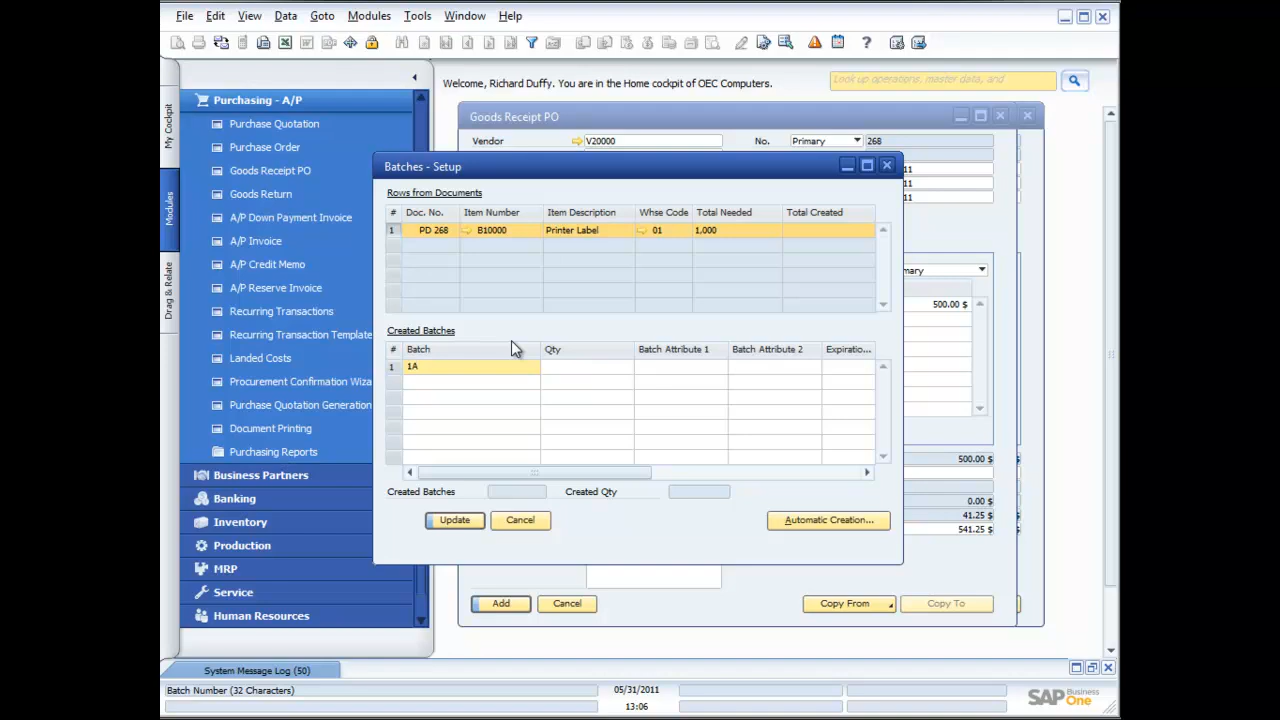 File Edit View Data Goto Modules Tools Window Help
Welcome, Richard Duffy. You are in the Home cockpit of OEC Computers.
Look up operations, master data, and
My Cockpit
Modules
Drag & Relate
Purchasing - A/P
Purchase Quotation
Purchase Order
Goods Receipt PO
Goods Return
A/P Down Payment Invoice
A/P Invoice
A/P Credit Memo
A/P Reserve Invoice
Recurring Transactions
Recurring Transaction Template
Landed Costs
Procurement Confirmation Wiza
Purchase Quotation Generation
Document Printing
Purchasing Reports
Business Partners
Banking
Inventory
Production
MRP
Service
Human Resources
Goods Receipt PO
Vendor V20000 No. Primary 268
11
11
11
mary
500.00 $
500.00 $
0.00 $
41.25 $
541.25 $
Batches - Setup
Rows from Documents
# Doc. No. Item Number Item Description Whse Code Total Needed Total Created
1 PD 268 B10000 Printer Label 01 1,000
Created Batches
# Batch Qty Batch Attribute 1 Batch Attribute 2 Expiratio...
1 1A
Created Batches Created Qty
Update Cancel Automatic Creation...
Add Cancel Copy From Copy To
System Message Log (50)
Batch Number (32 Characters) 05/31/2011
13:06
SAP Business One